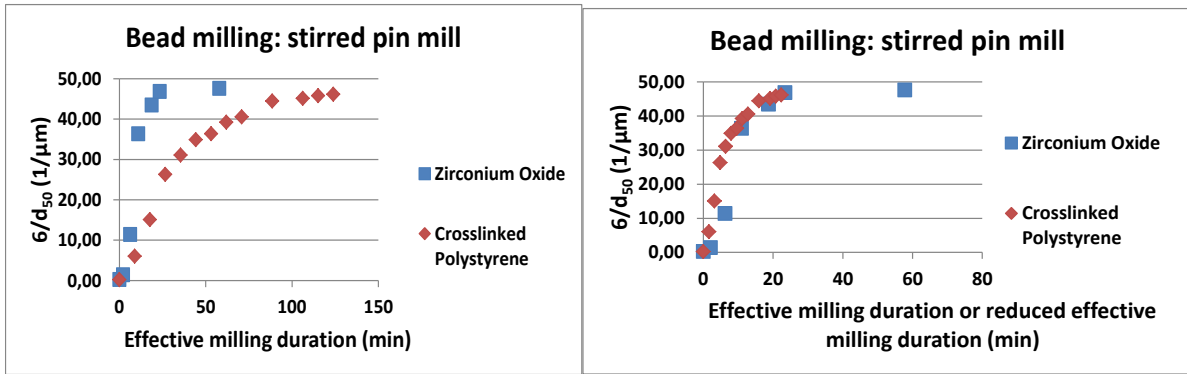 Bead milling: stirred pin mill
50,00
40,00
30,00
20,00
10,00
0,00
6/d50 (1/µm)
0
50
100
150
Effective milling duration (min)
Zirconium Oxide
Crosslinked
Polystyrene
Bead milling: stirred pin mill
50,00
40,00
30,00
20,00
10,00
0,00
6/d50 (1/µm)
0
20
40
60
80
Effective milling duration or reduced effective
milling duration (min)
Zirconium Oxide
Crosslinked
Polystyrene